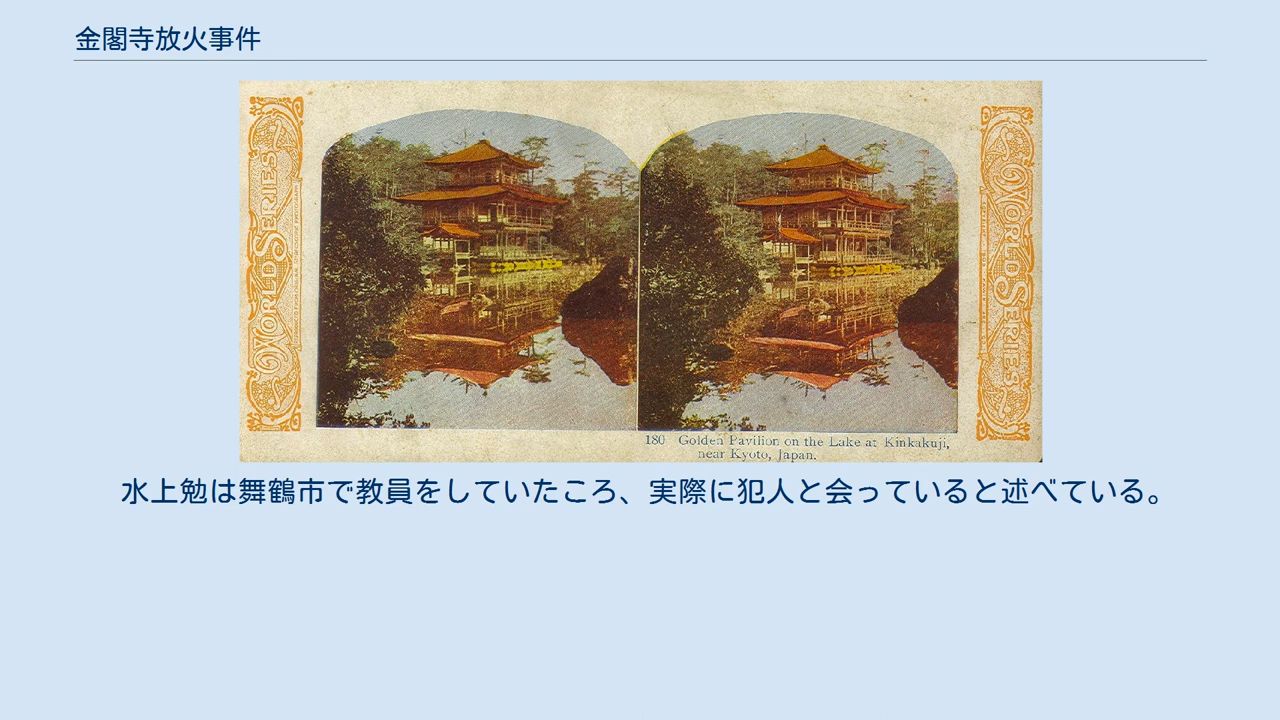 金閣寺放火事件
WORLD SERIES
WORLD SERIES
180 Golden Pavilion on the Lake at Kinkakuji,
near Kyoto, Japan.
水上勉は舞鶴市で教員をしていたころ、実際に犯人と会っていると述べている。